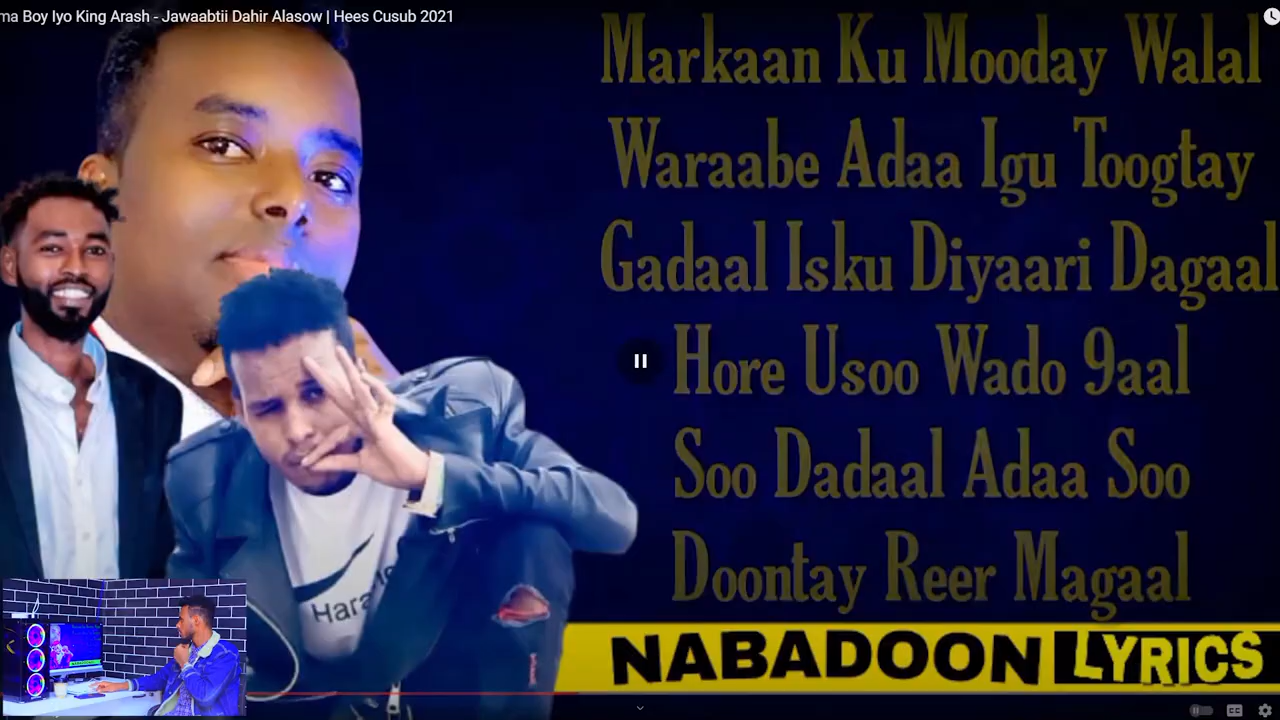 ma Boy Iyo King Arash - Jawaabtii Dahir Alasow | Hees Cusub 2021
Markaan Ku Mooday Walal
Waraabe Adaa Igu Toogtay
Gadaal Isku Diyaari Dagaal
Hore Usoo Wado 9aal
Soo Dadaal Adaa Soo
Doontay Reer Magaal
Hara
NABADOON LYRICS